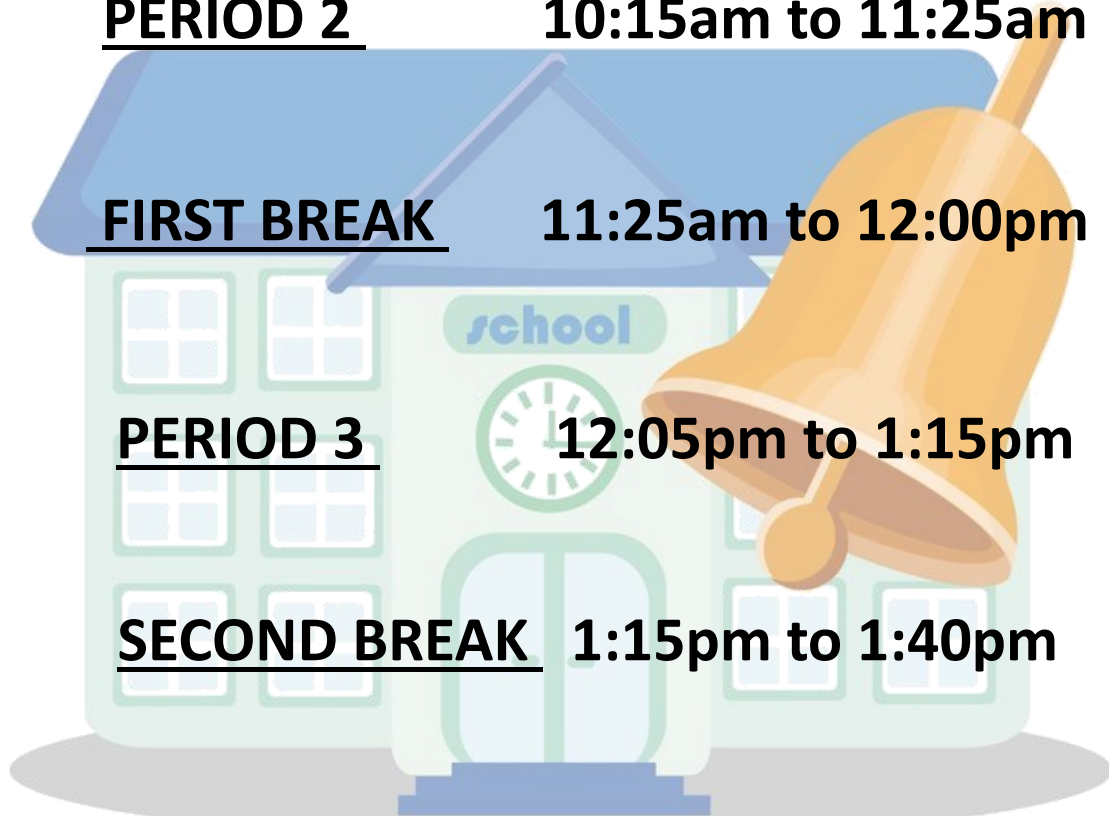 PERIOD 2 10:15am to 11:25am
FIRST BREAK 11:25am to 12:00pm
school
PERIOD 3 12:05pm to 1:15pm
SECOND BREAK 1:15pm to 1:40pm